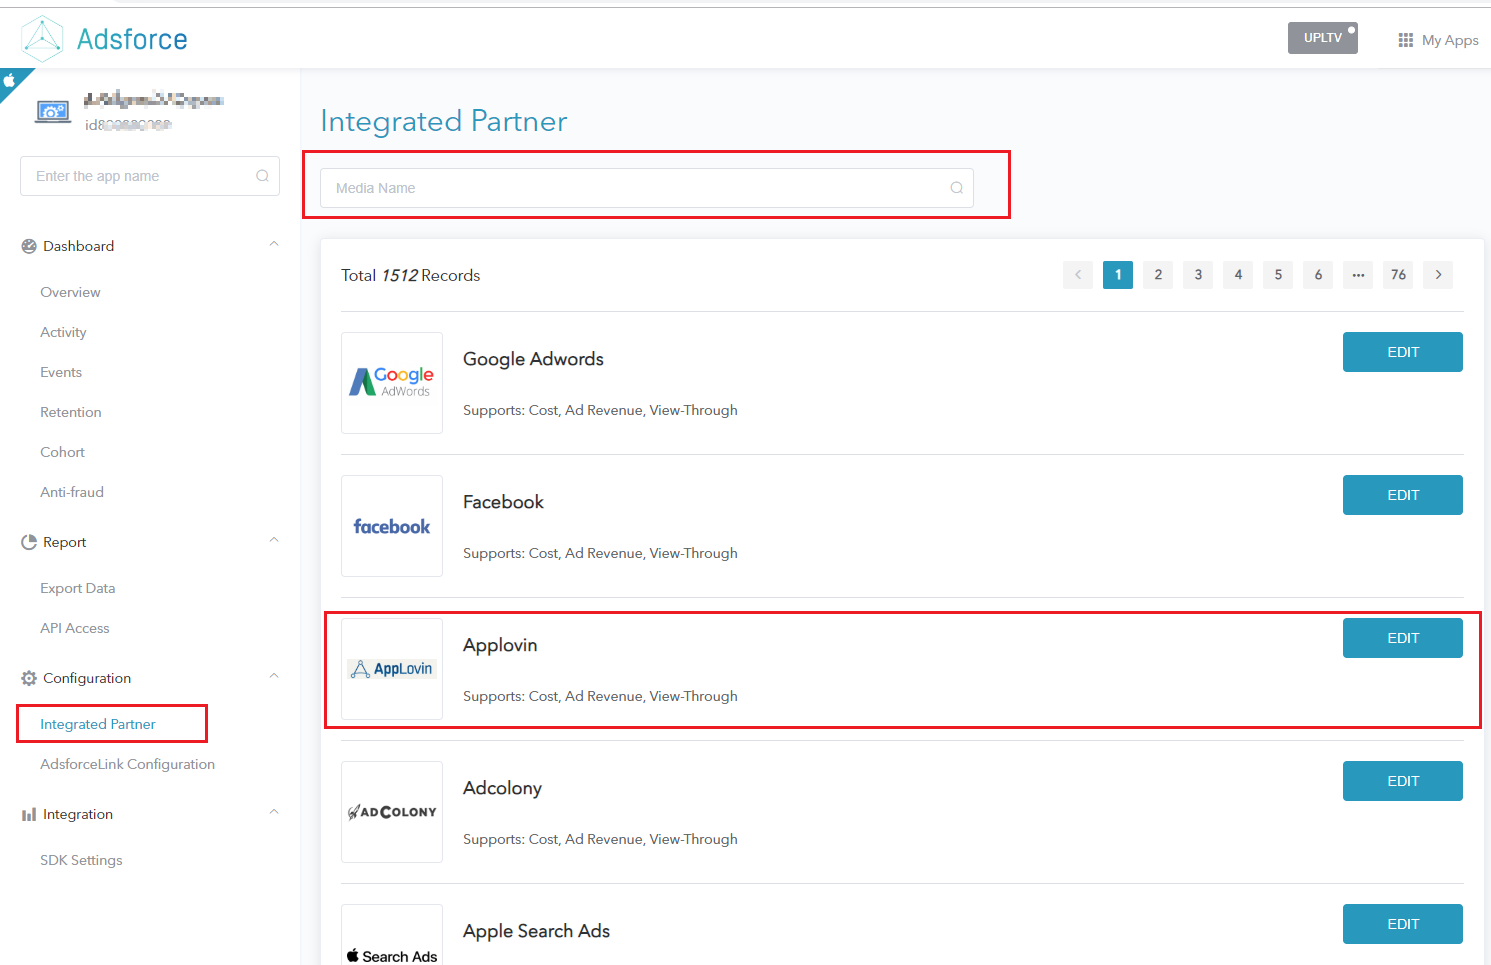 Adsforce
UPLTV
My Apps
Enter the app name
Dashboard
Overview
Activity
Events
Retention
Cohort
Anti-fraud
Report
Export Data
API Access
Configuration
Integrated Partner
AdsforceLink Configuration
Integration
SDK Settings
Integrated Partner
Media Name
Total 1512 Records
< 1 2 3 4 5 6 ••• 76 >
Google AdWords
Google Adwords
EDIT
Supports: Cost, Ad Revenue, View-Through
facebook
Facebook
EDIT
Supports: Cost, Ad Revenue, View-Through
AppLovin
Applovin
EDIT
Supports: Cost, Ad Revenue, View-Through
ADCOLONY
Adcolony
EDIT
Supports: Cost, Ad Revenue, View-Through
Search Ads
Apple Search Ads
EDIT